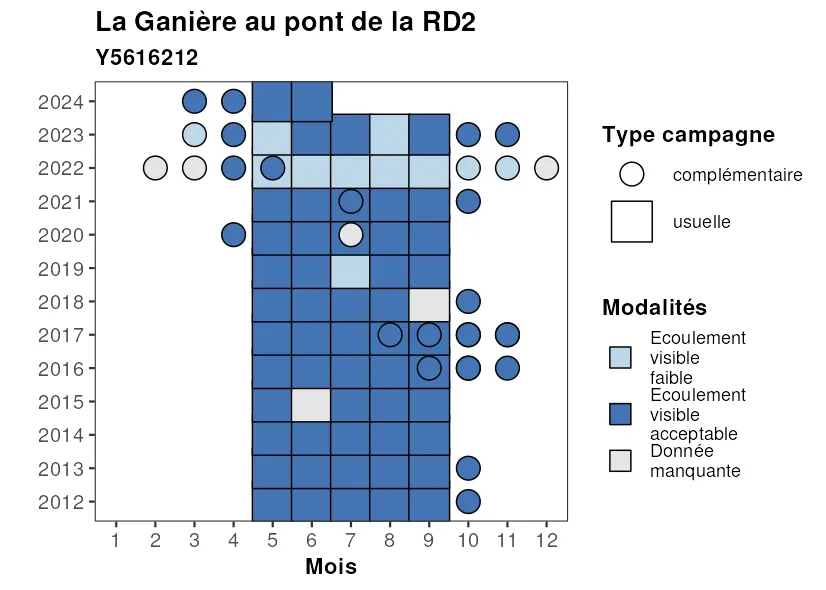 La Ganière au pont de la RD2
Y5616212
2024
2023
2022
2021
2020
2019
2018
2017
2016
2015
2014
2013
2012
1 2 3 4 5 6 7 8 9 10 11 12
Mois
Type campagne
complémentaire
usuelle
Modalités
Ecoulement
visible
faible
Ecoulement
visible
acceptable
Donnée
manquante